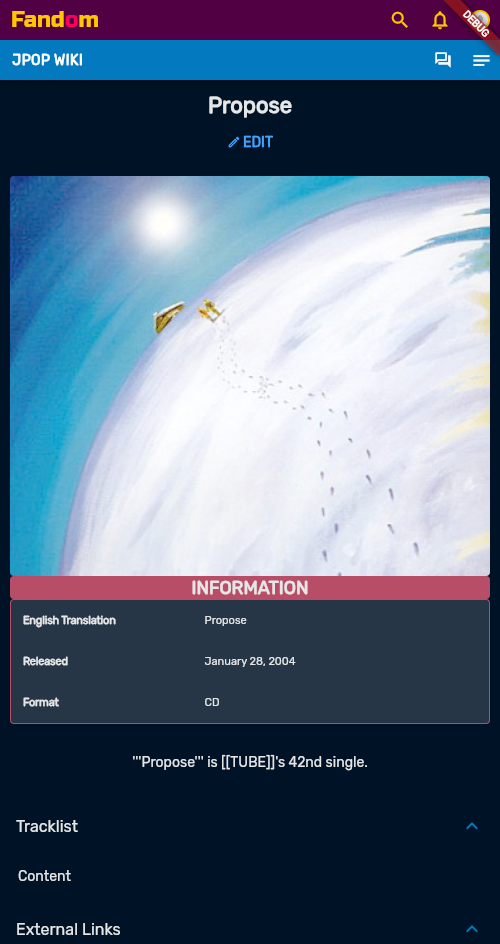 Fandom
DEBUG
JPOP WIKI
Propose
EDIT
INFORMATION
English Translation Propose
Released January 28, 2004
Format CD
'''Propose''' is [[TUBE]]'s 42nd single.
Tracklist
Content
External Links